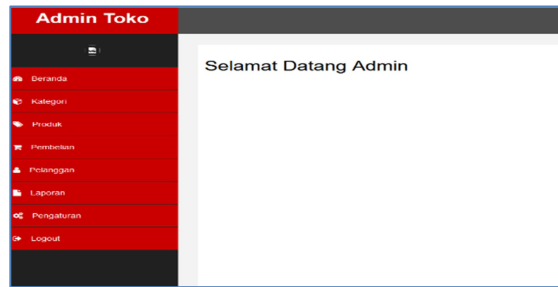 Admin Toko
Selamat Datang Admin
Beranda
Kategori
Produk
Pembelian
Pelanggan
Laporan
Pengaturan
Logout